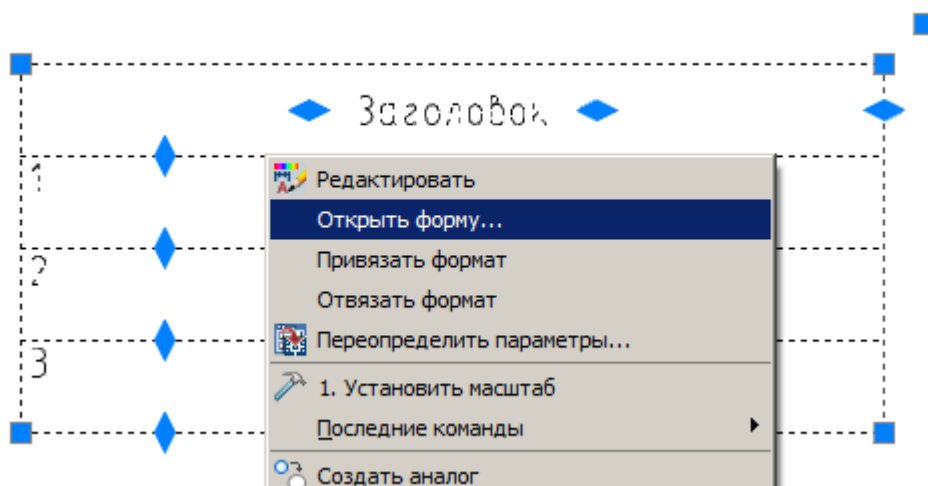 Заголовок
1
Редактировать
Открыть форму...
Привязать формат
2
Отвязать формат
Переопределить параметры...
3
1. Установить масштаб
Последние команды
Создать аналог